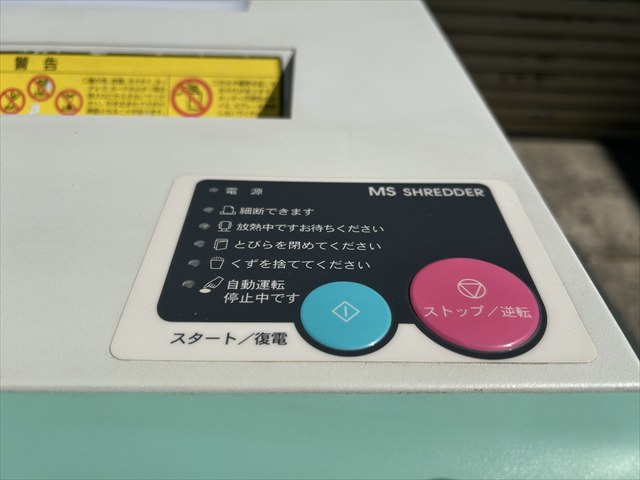 警告
電源
MS SHREDDER
細断できます
放熱中ですお待ちください
とびらを閉めてください
くずを捨ててください
自動運転
停止中です
スタート/復電
ストップ/逆転